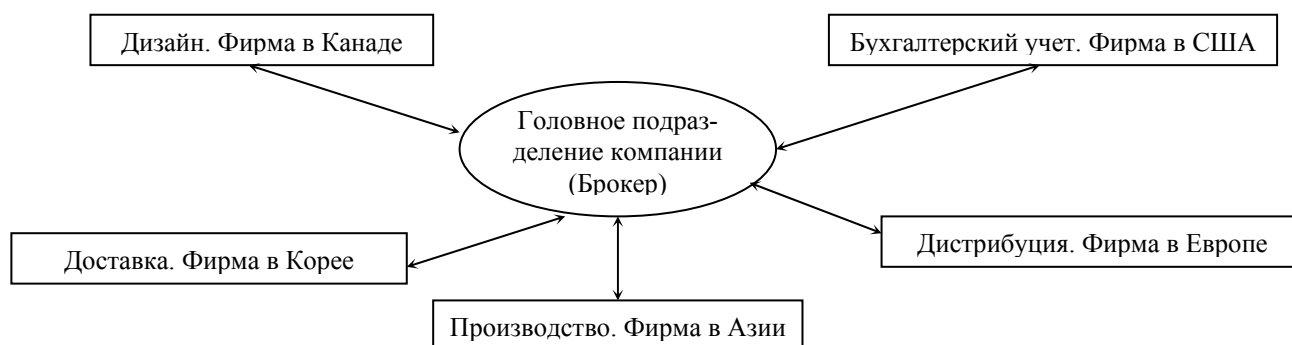 Дизайн. Фирма в Канаде
Бухгалтерский учет. Фирма в США
Головное подраз-
деление компании
(Брокер)
Доставка. Фирма в Корее
Дистрибуция. Фирма в Европе
Производство. Фирма в Азии